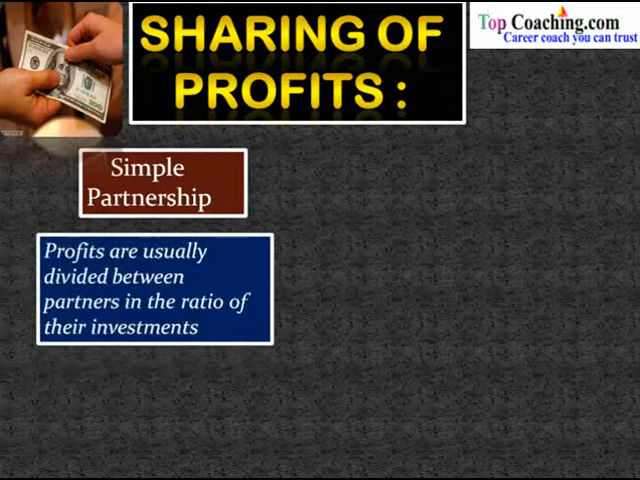 SHARING OF
PROFITS :
TopCoaching.com
Career coach you can trust
Simple
Partnership
Profits are usually
divided between
partners in the ratio of
their investments